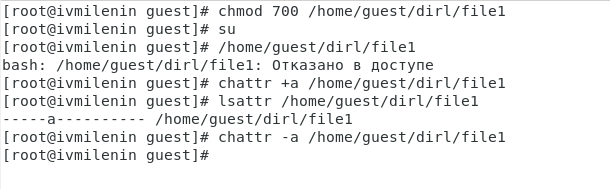 [root@ivmilenin guest]# chmod 700 /home/guest/dirl/file1
[root@ivmilenin guest]# su
[root@ivmilenin guest]# /home/guest/dirl/file1
bash: /home/guest/dirl/file1: Отказано в доступе
[root@ivmilenin guest]# chattr +a /home/guest/dirl/file1
[root@ivmilenin guest]# lsattr /home/guest/dirl/file1
-----a---------- /home/guest/dirl/file1
[root@ivmilenin guest]# chattr -a /home/guest/dirl/file1
[root@ivmilenin guest]#